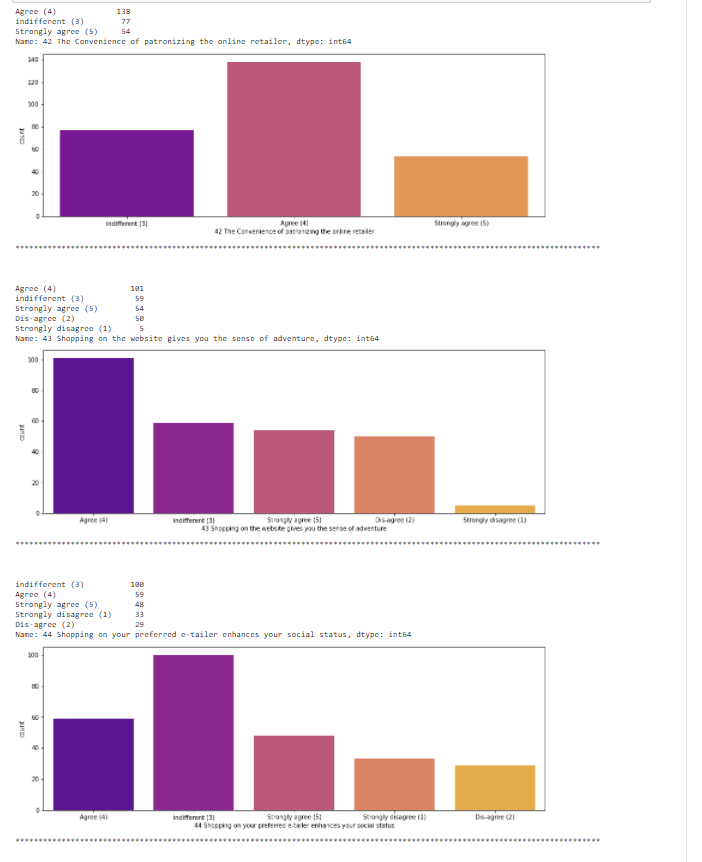 Agree (4) 138
indifferent (3) 77
Strongly agree (5) 54
Name: 42 The Convenience of patronizing the online retailer, dtype: int64
140
120
100
80
60
40
20
0
count
indifferent (3) Agree (4) Strongly agree (5)
42 The Convenience of patronizing the online retailer
Agree (4) 101
indifferent (3) 59
Strongly agree (5) 54
Dis-agree (2) 50
Strongly disagree (1) 5
Name: 43 Shopping on the website gives you the sense of adventure, dtype: int64
100
80
60
40
20
0
count
Agree (4) indifferent (3) Strongly agree (5) Dis-agree (2) Strongly disagree (1)
43 Shopping on the website gives you the sense of adventure
indifferent (3) 100
Agree (4) 59
Strongly agree (5) 48
Strongly disagree (1) 33
Dis-agree (2) 29
Name: 44 Shopping on your preferred e-tailer enhances your social status, dtype: int64
100
80
60
40
20
0
count
Agree (4) indifferent (3) Strongly agree (5) Strongly disagree (1) Dis-agree (2)
44 Shopping on your preferred e-tailer enhances your social status